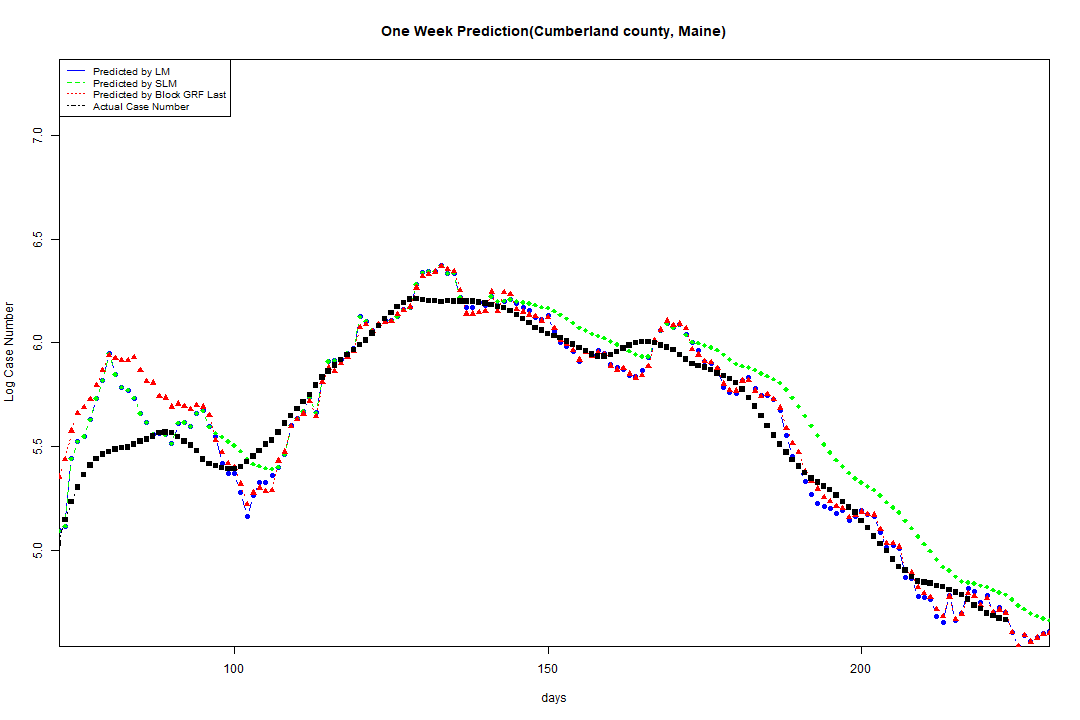 One Week Prediction(Cumberland county, Maine)
Predicted by LM
Predicted by SLM
Predicted by Block GRF Last
Actual Case Number
7.0
6.5
6.0
5.5
5.0
Log Case Number
100 150 200
days